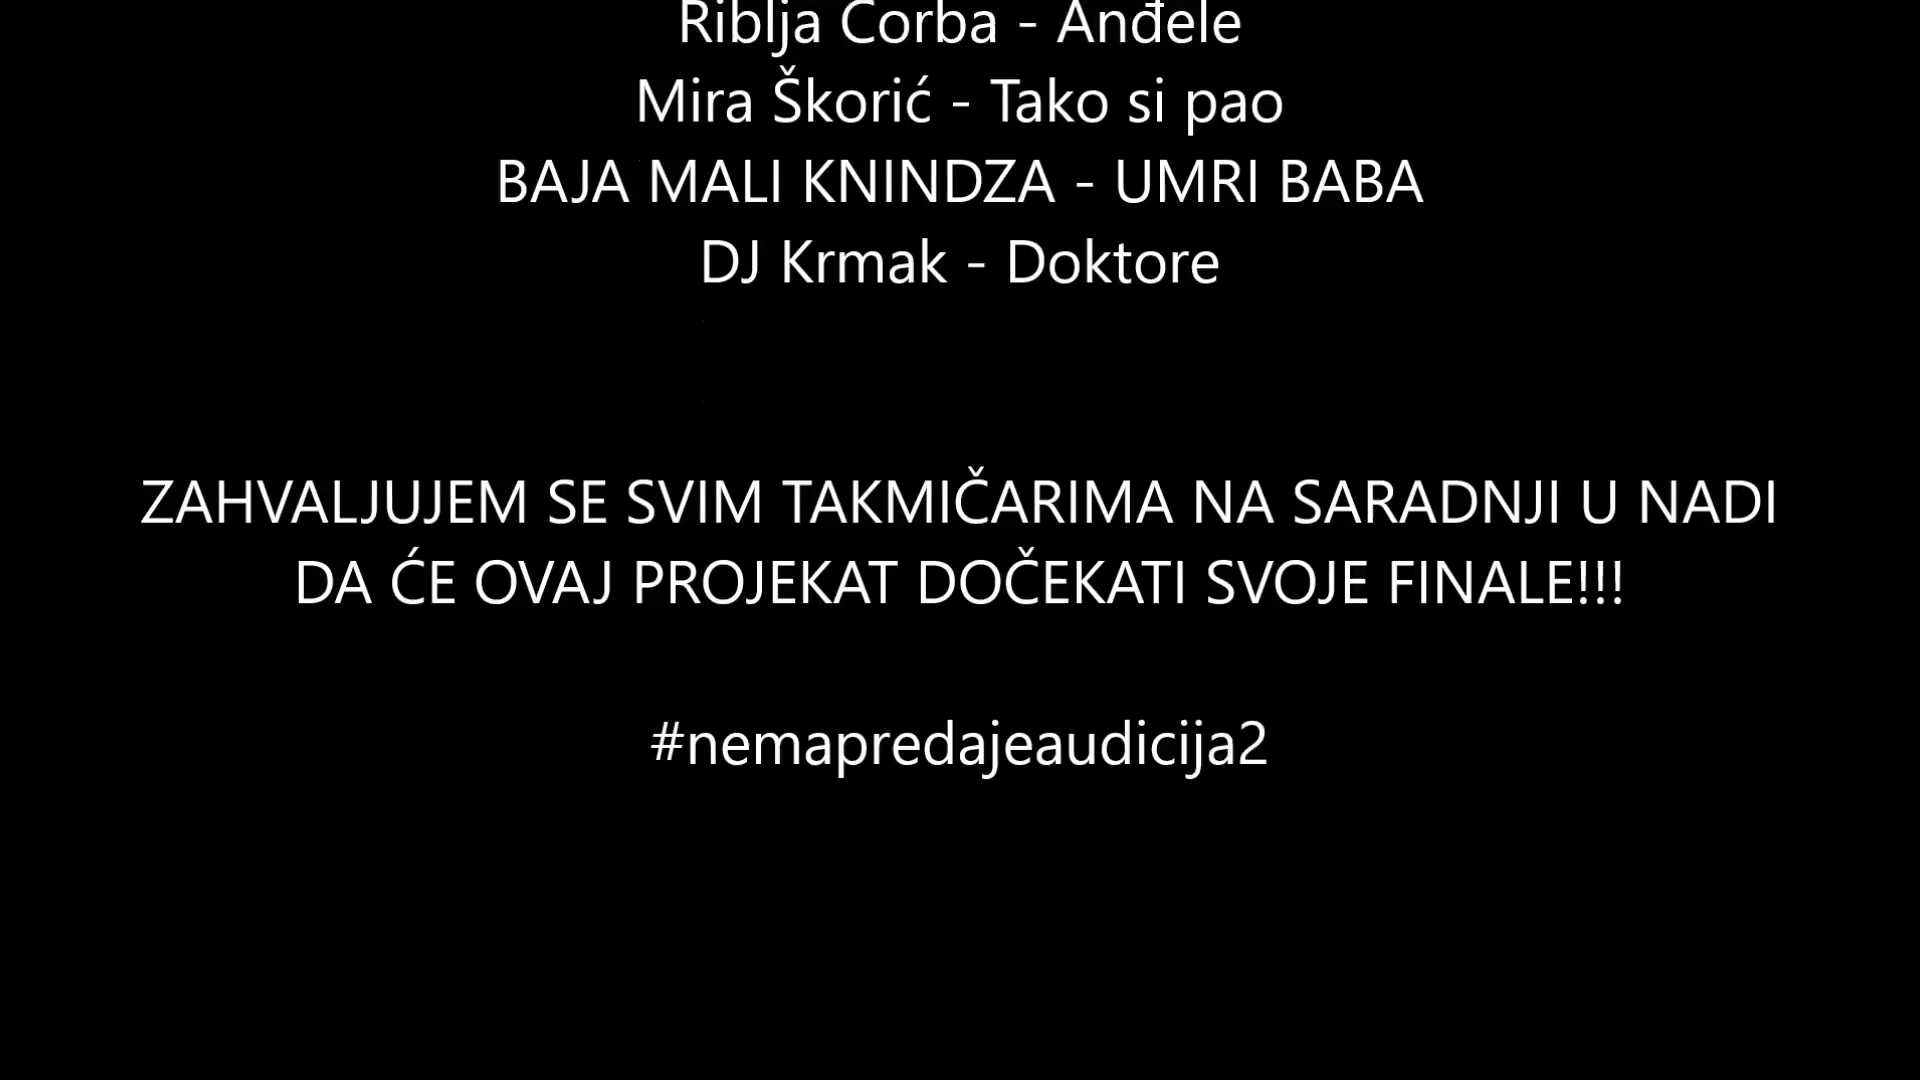 Riblja Čorba - Anđele
Mira Škorić - Tako si pao
BAJA MALI KNINDZA - UMRI BABA
DJ Krmak - Doktore
ZAHVALJUJEM SE SVIM TAKMIČARIMA NA SARADNJI U NADI
DA ĆE OVAJ PROJEKAT DOČEKATI SVOJE FINALE!!!
#nemapredajeaudicija2